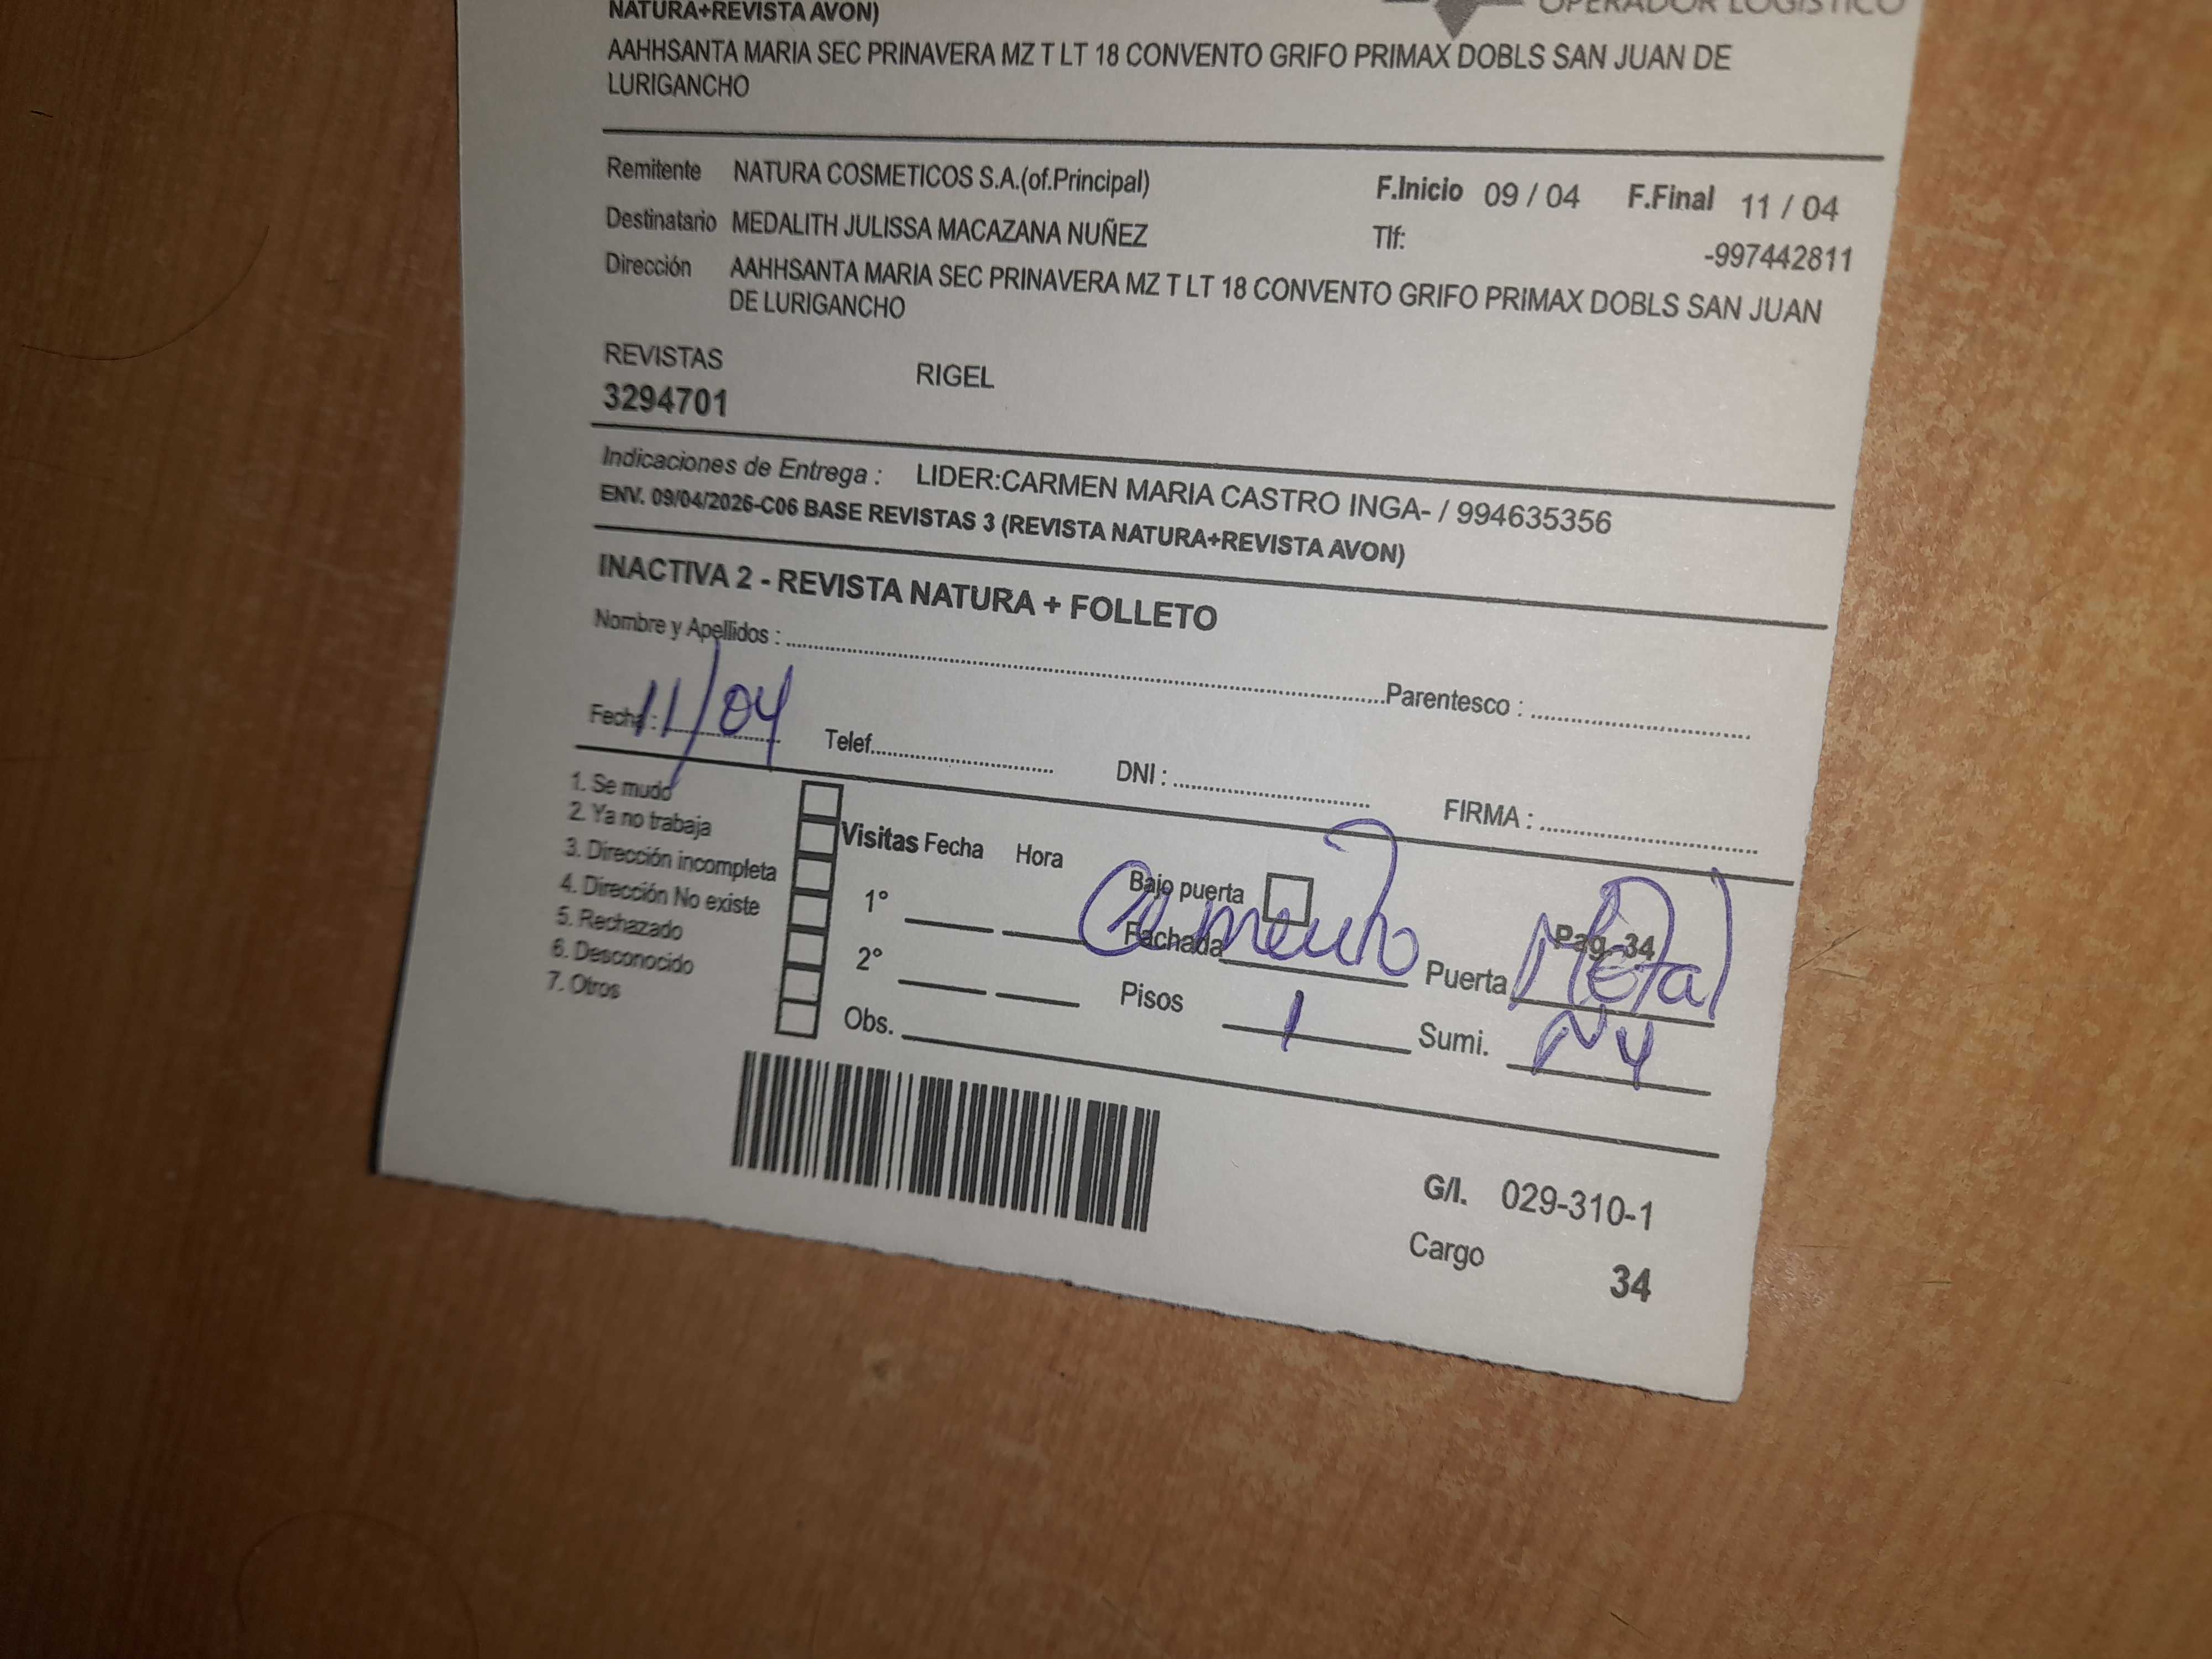 NATURA+REVISTA AVON)
OPERADOR LOGISTICO
AAHHSANTA MARIA SEC PRINAVERA MZ T LT 18 CONVENTO GRIFO PRIMAX DOBLS SAN JUAN DE
LURIGANCHO
Remitente NATURA COSMETICOS S.A.(of.Principal) F.Inicio 09 / 04 F.Final 11 / 04
Destinatario MEDALITH JULISSA MACAZANA NUÑEZ Tlf: -997442811
Dirección AAHHSANTA MARIA SEC PRINAVERA MZ T LT 18 CONVENTO GRIFO PRIMAX DOBLS SAN JUAN
DE LURIGANCHO
REVISTAS RIGEL
3294701
Indicaciones de Entrega : LIDER:CARMEN MARIA CASTRO INGA- / 994635356
ENV. 09/04/2026-C06 BASE REVISTAS 3 (REVISTA NATURA+REVISTA AVON)
INACTIVA 2 - REVISTA NATURA + FOLLETO
Nombre y Apellidos : Parentesco :
Fecha : 11/04 Telef. DNI : FIRMA :
1. Se mudo
2. Ya no trabaja
3. Dirección incompleta
4. Dirección No existe
5. Rechazado
6. Desconocido
7. Otros
Visitas Fecha Hora Bajo puerta Pag. 34
1° Fachada Cemento Puerta Metal
2° Pisos 1 Sumi. N4
Obs.
G/I. 029-310-1
Cargo 34